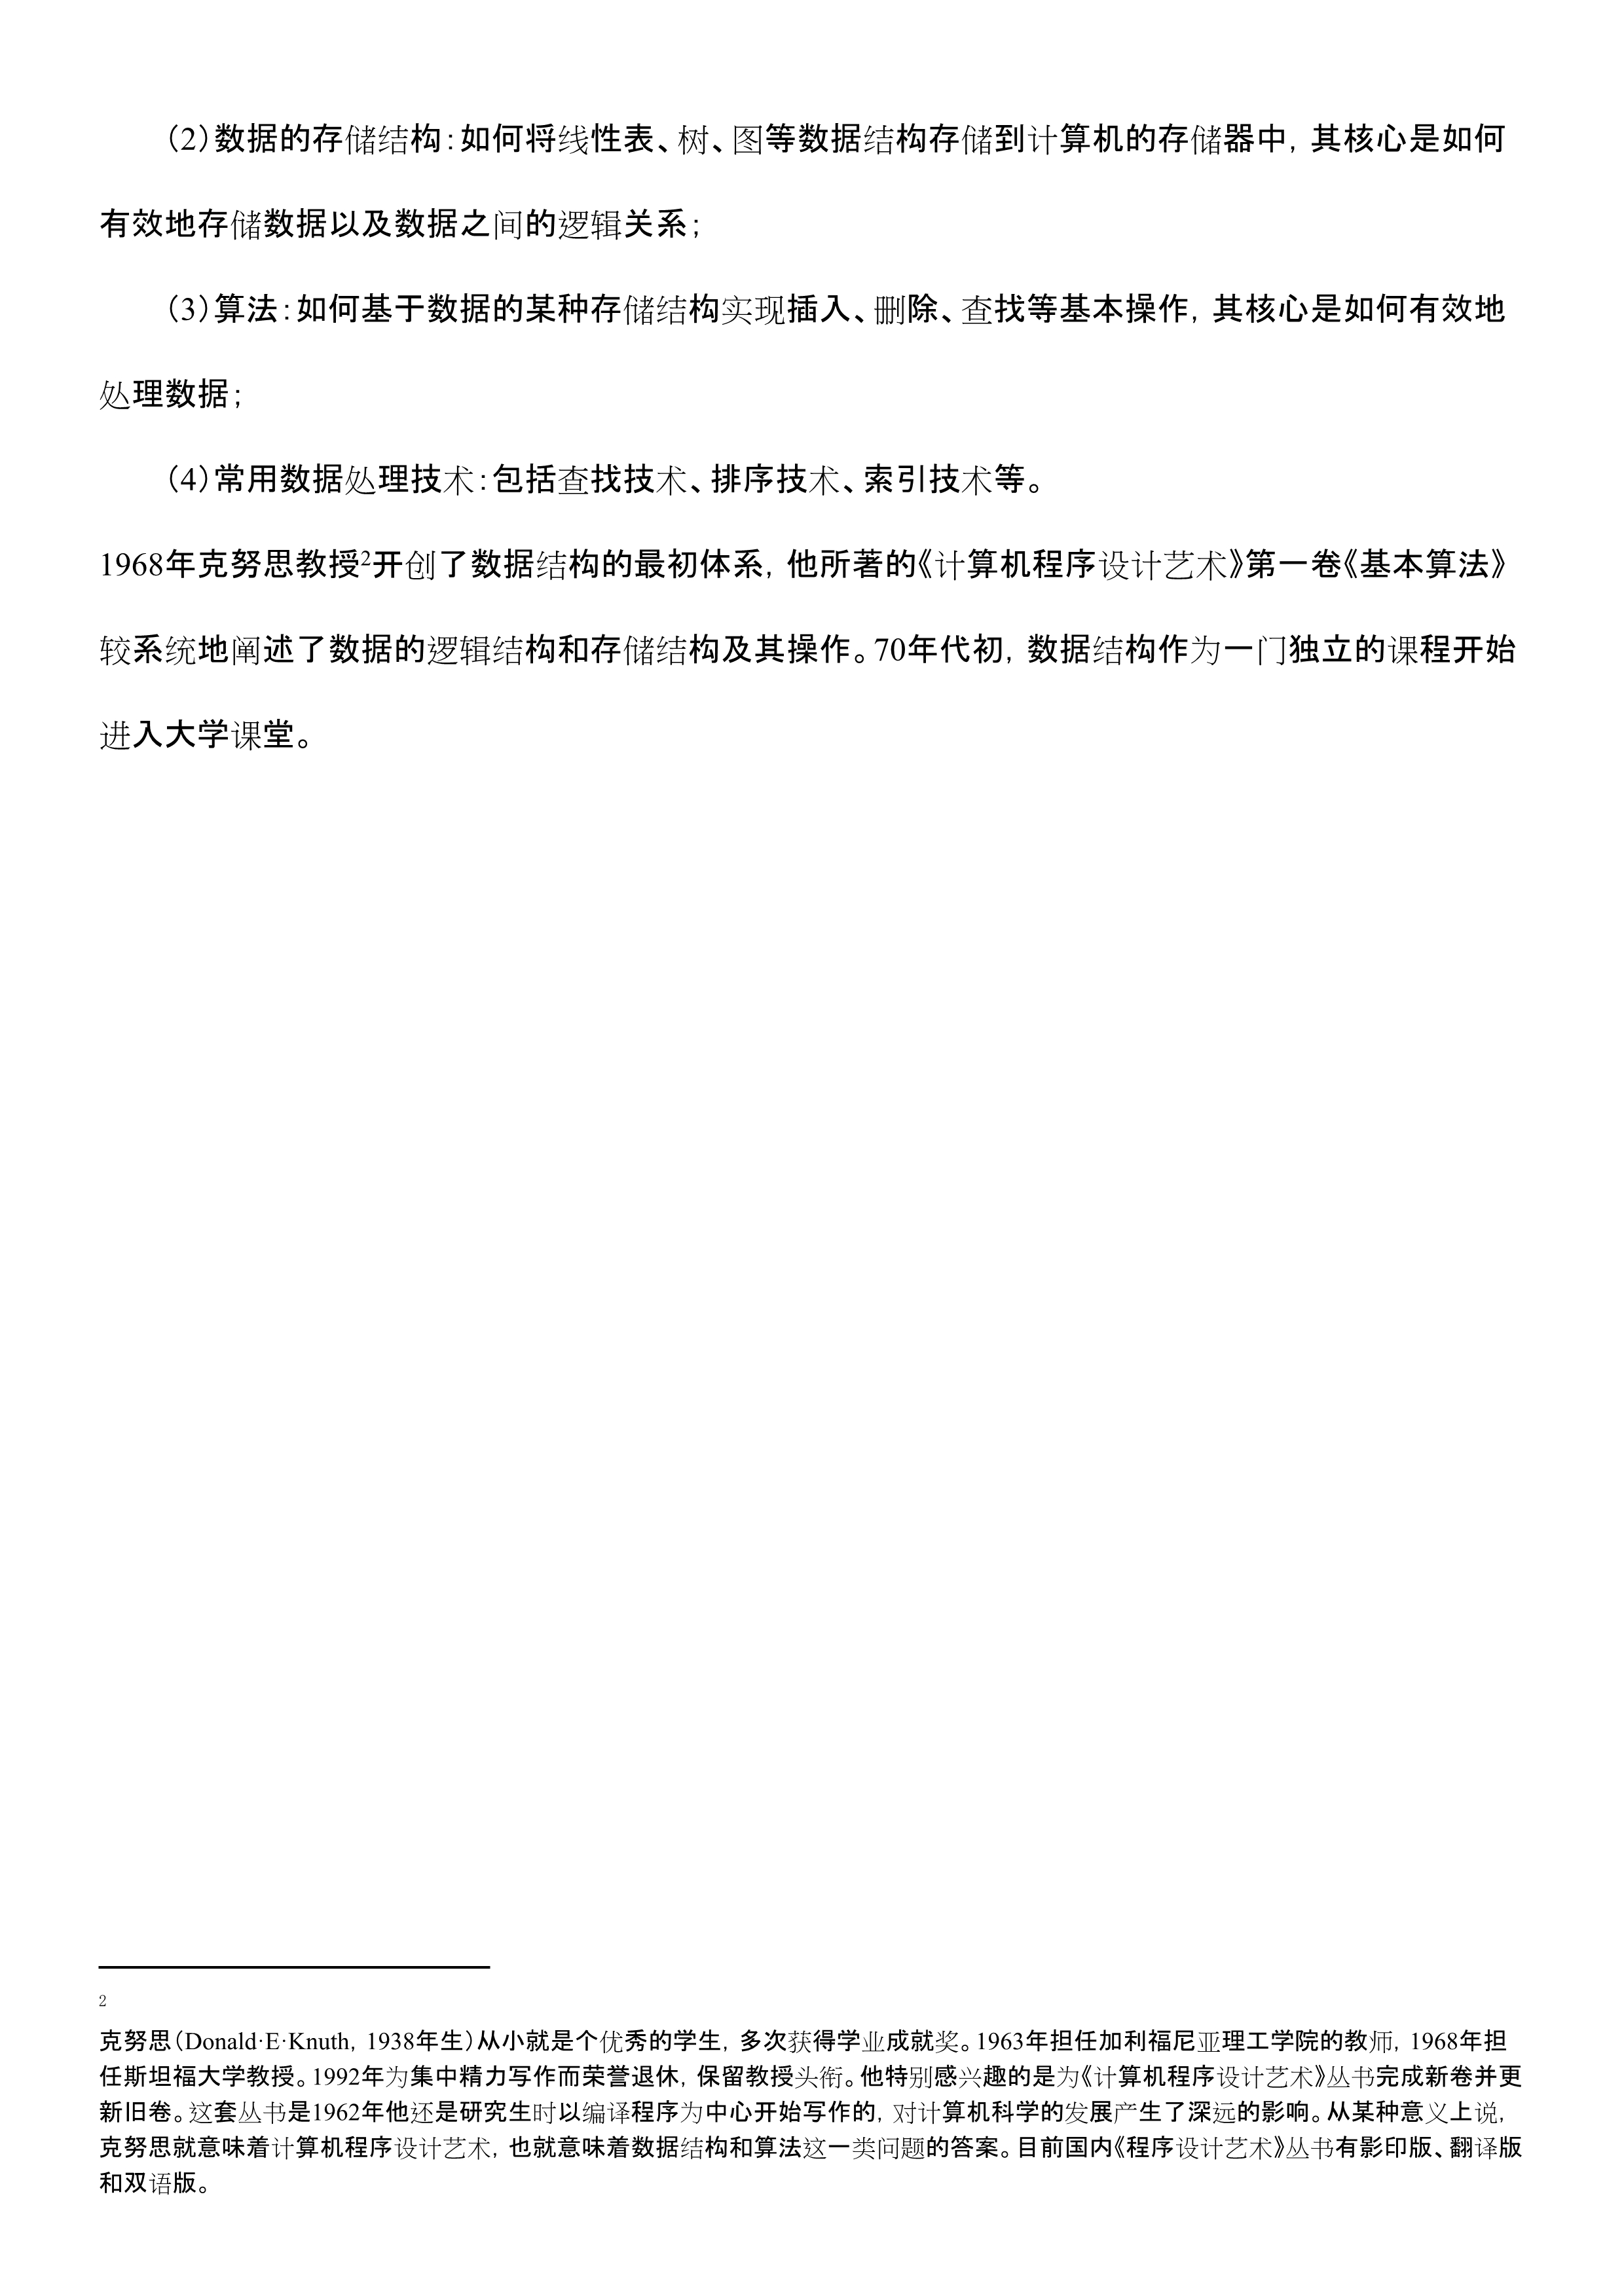 （2）数据的存储结构：如何将线性表、树、图等数据结构存储到计算机的存储器中，其核心是如何
有效地存储数据以及数据之间的逻辑关系；
（3）算法：如何基于数据的某种存储结构实现插入、删除、查找等基本操作，其核心是如何有效地
处理数据；
（4）常用数据处理技术：包括查找技术、排序技术、索引技术等。
1968年克努思教授2开创了数据结构的最初体系，他所著的《计算机程序设计艺术》第一卷《基本算法》
较系统地阐述了数据的逻辑结构和存储结构及其操作。70年代初，数据结构作为一门独立的课程开始
进入大学课堂。
2
克努思（Donald·E·Knuth，1938年生）从小就是个优秀的学生，多次获得学业成就奖。1963年担任加利福尼亚理工学院的教师，1968年担
任斯坦福大学教授。1992年为集中精力写作而荣誉退休，保留教授头衔。他特别感兴趣的是为《计算机程序设计艺术》丛书完成新卷并更
新旧卷。这套丛书是1962年他还是研究生时以编译程序为中心开始写作的，对计算机科学的发展产生了深远的影响。从某种意义上说，
克努思就意味着计算机程序设计艺术，也就意味着数据结构和算法这一类问题的答案。目前国内《程序设计艺术》丛书有影印版、翻译版
和双语版。